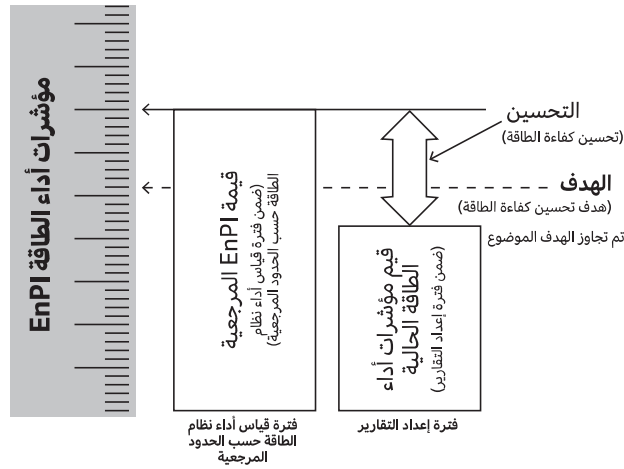 مؤشرات أداء الطاقة EnPI
التحسين
(تحسين كفاءة الطاقة)
الهدف
(هدف تحسين كفاءة الطاقة)
تم تجاوز الهدف الموضوع
قيمة EnPI المرجعية
(ضمن فترة قياس أداء نظام
الطاقة حسب الحدود المرجعية)
قيم مؤشرات أداء
الطاقة الحالية
(ضمن فترة إعداد التقارير)
فترة إعداد التقارير
فترة قياس أداء نظام
الطاقة حسب الحدود
المرجعية